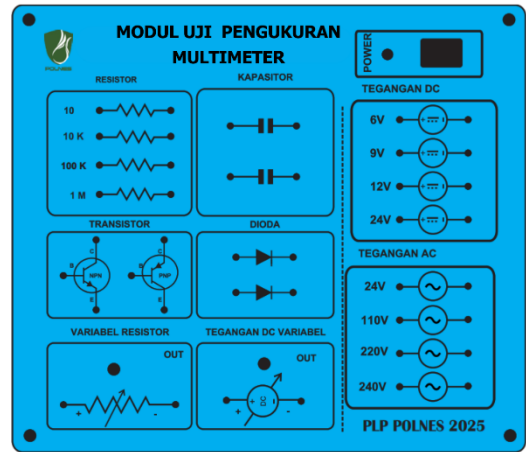 MODUL UJI PENGUKURAN
MULTIMETER
POLNES
POWER
RESISTOR
10
10 K
100 K
1 M
KAPASITOR
TEGANGAN DC
6V
9V
12V
24V
TRANSISTOR
C
B
NPN
E
C
B
PNP
E
DIODA
TEGANGAN AC
24V
110V
220V
240V
VARIABEL RESISTOR
OUT
+ -
TEGANGAN DC VARIABEL
OUT
+ DC -
+ -
PLP POLNES 2025